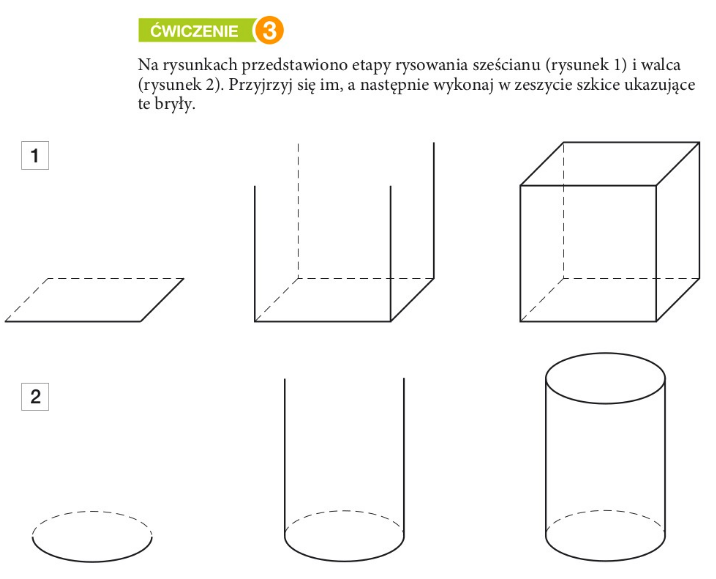 ĆWICZENIE 3
Na rysunkach przedstawiono etapy rysowania sześcianu (rysunek 1) i walca
(rysunek 2). Przyjrzyj się im, a następnie wykonaj w zeszycie szkice ukazujące
te bryły.
1
2